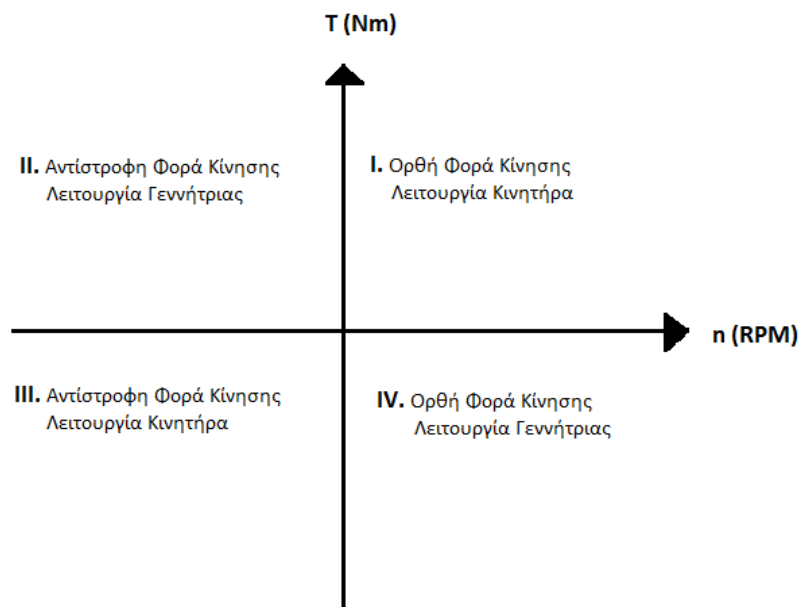 T (Nm)
II. Αντίστροφη Φορά Κίνησης
Λειτουργία Γεννήτριας
I. Ορθή Φορά Κίνησης
Λειτουργία Κινητήρα
n (RPM)
III. Αντίστροφη Φορά Κίνησης
Λειτουργία Κινητήρα
IV. Ορθή Φορά Κίνησης
Λειτουργία Γεννήτριας